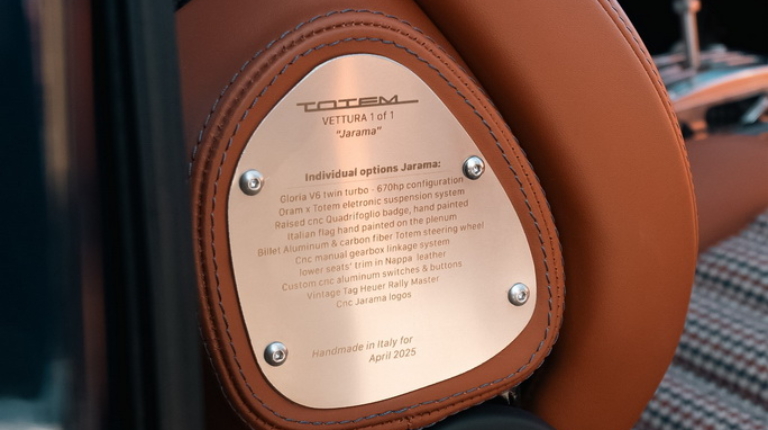 TOTEM
VETTURA 1 of 1
"Jarama"
Individual options Jarama:
Gloria V6 twin turbo - 670hp configuration
Oram x Totem eletronic suspension system
Raised cnc Quadrifoglio badge, hand painted
Italian flag hand painted on the plenum
Billet Aluminum & carbon fiber Totem steering wheel
Cnc manual gearbox linkage system
lower seats' trim in Nappa leather
Custom cnc aluminum switches & buttons
Vintage Tag Heuer Rally Master
Cnc Jarama logos
Handmade in Italy for
April 2025